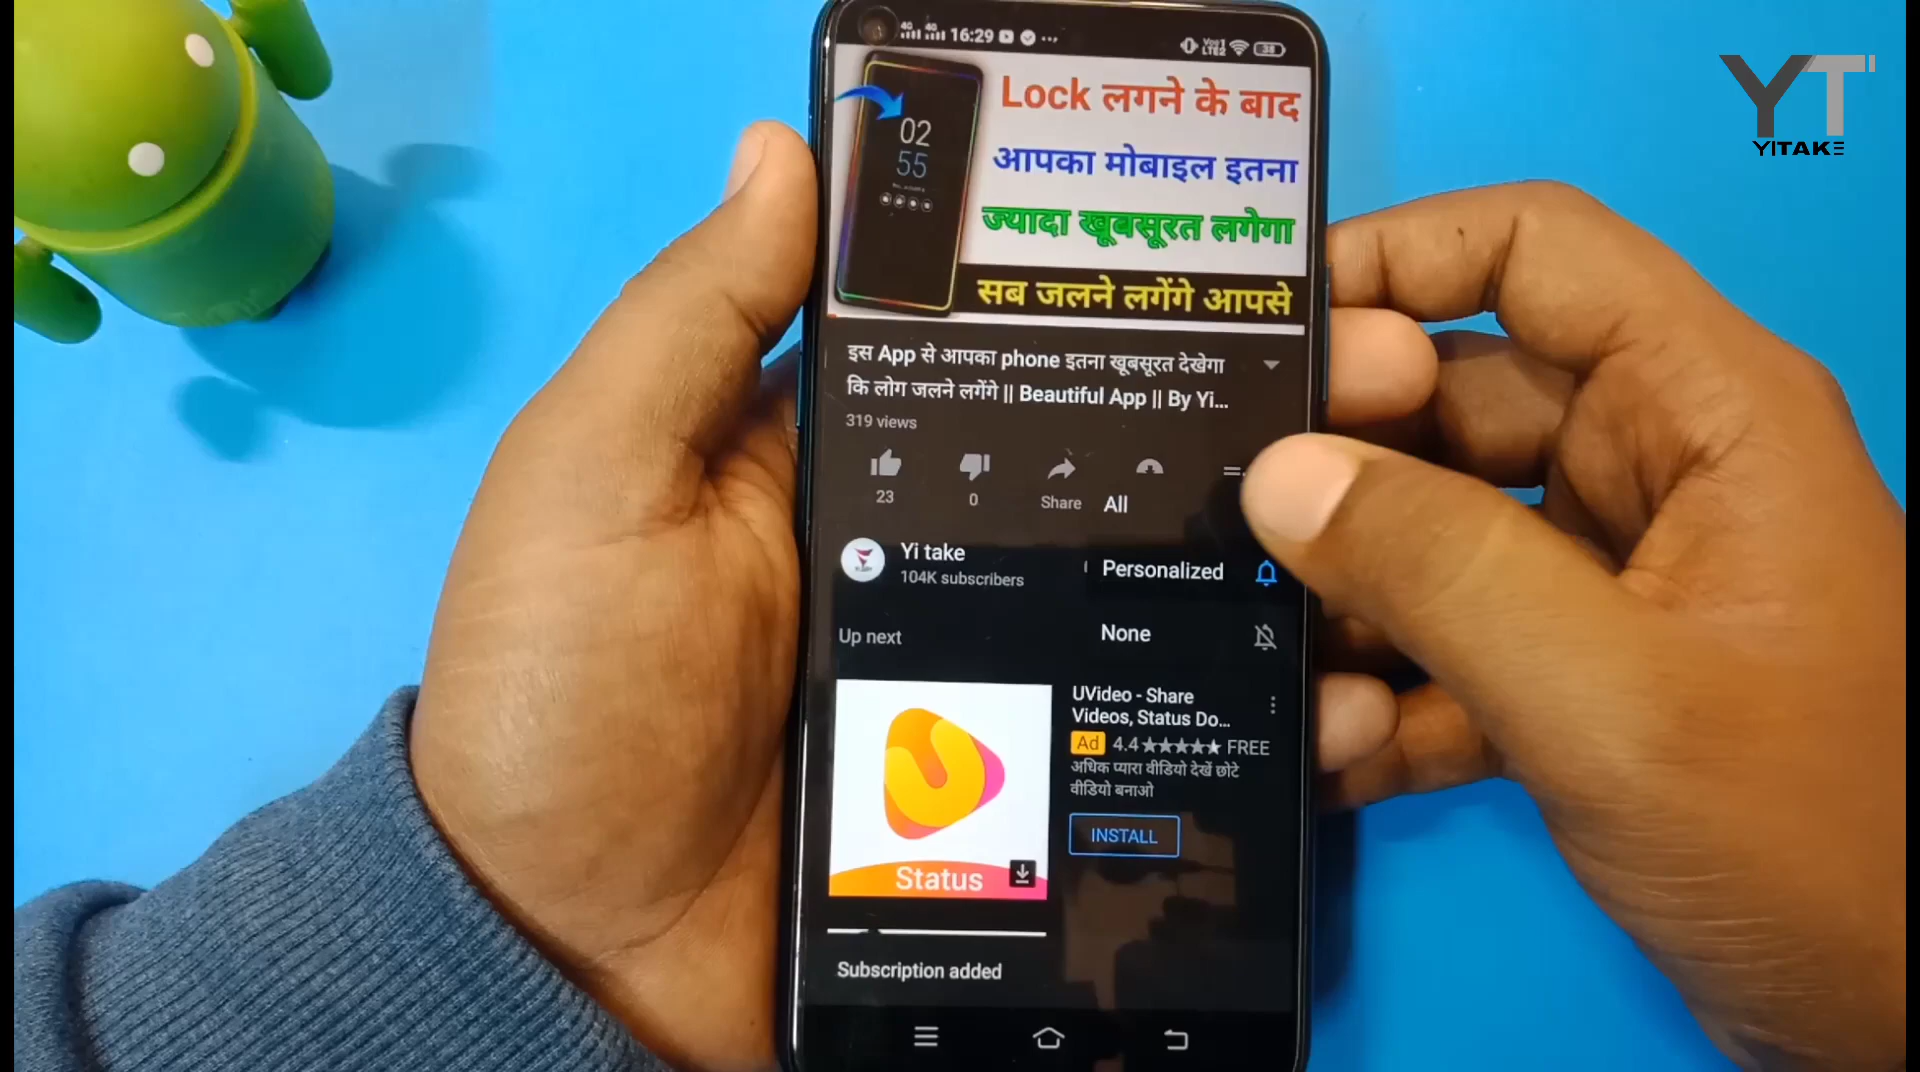 16:29
VoLTE2
38
YT
YITAKE
02
55
Lock लगने के बाद
आपका मोबाइल इतना
ज्यादा खूबसूरत लगेगा
सब जलने लगेंगे आपसे
इस App से आपका phone इतना खूबसूरत देखेगा
कि लोग जलने लगेंगे || Beautiful App || By Yi...
319 views
23
0
Share
All
Yi take
104K subscribers
Personalized
None
Up next
UVideo - Share
Videos, Status Do...
Ad 4.4★★★★★ FREE
अधिक प्यारा वीडियो देखें छोटे
वीडियो बनाओ
INSTALL
Status
Subscription added